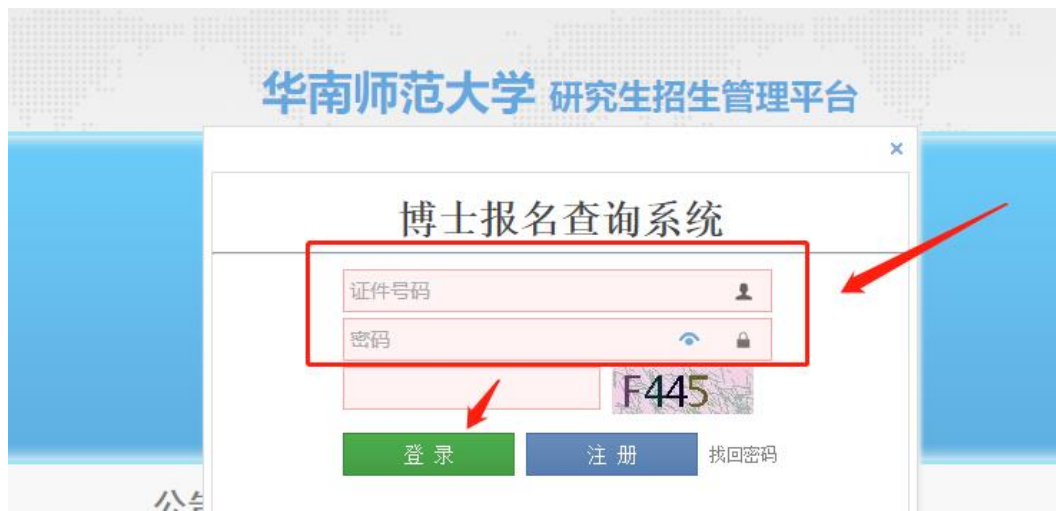 华南师范大学 研究生招生管理平台
×
博士报名查询系统
证件号码
密码
F445
登录 注册 找回密码
公告